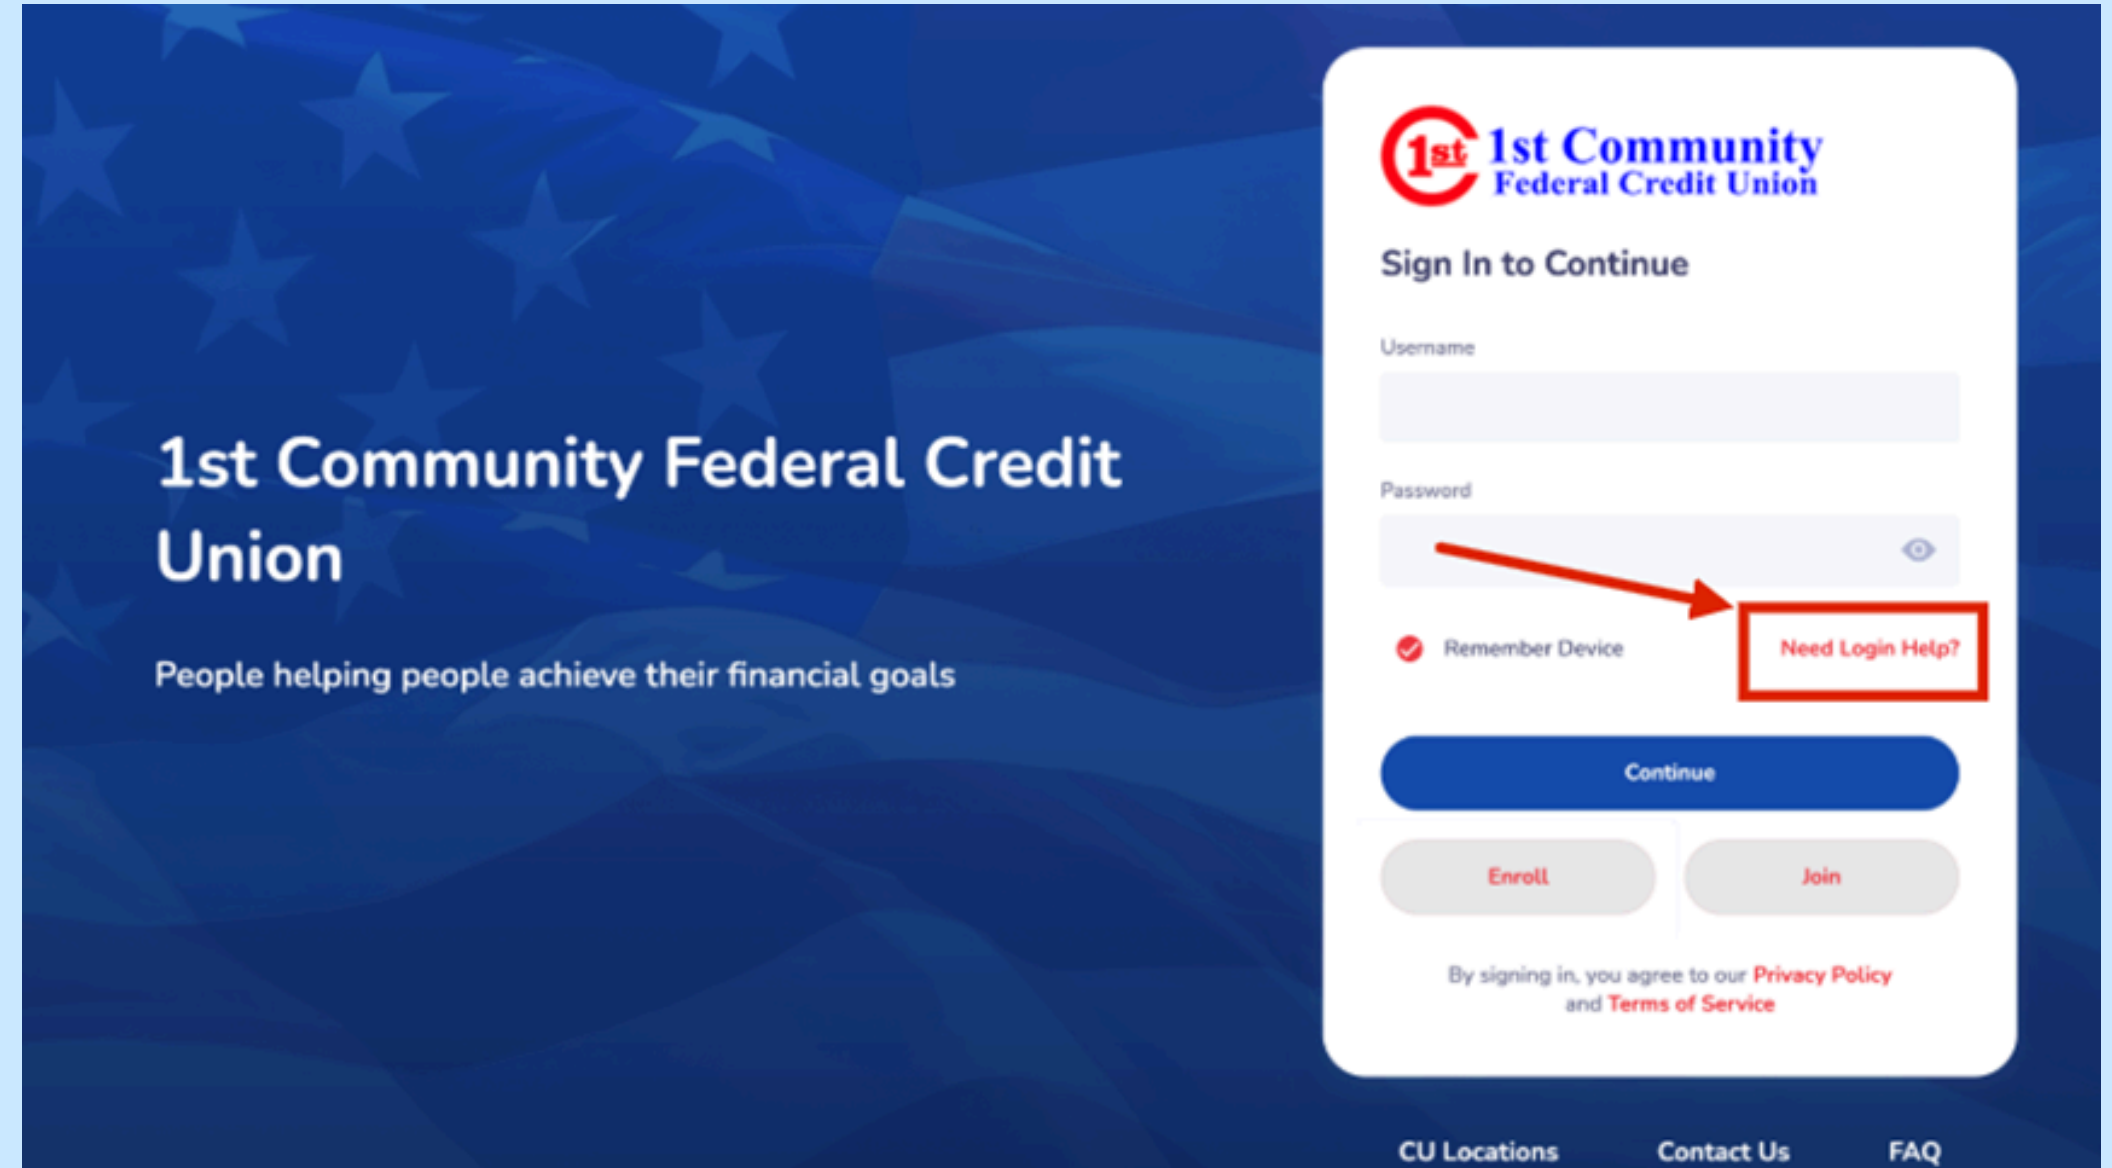 1st Community Federal Credit
Union
People helping people achieve their financial goals
1st 1st Community
Federal Credit Union
Sign In to Continue
Username
Password
Remember Device Need Login Help?
Continue
Enroll Join
By signing in, you agree to our Privacy Policy
and Terms of Service
CU Locations Contact Us FAQ